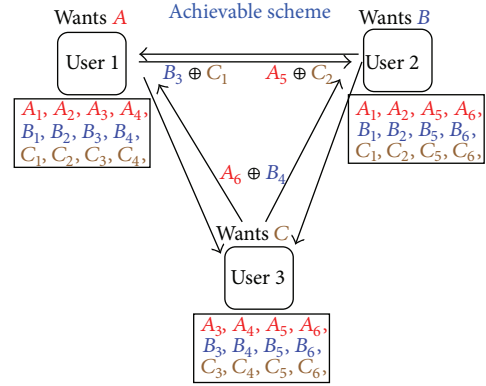 Achievable scheme
Wants A
Wants B
User 1
User 2
B₃ ⊕ C₁
A₅ ⊕ C₂
A₁, A₂, A₃, A₄,
B₁, B₂, B₃, B₄,
C₁, C₂, C₃, C₄,
A₁, A₂, A₅, A₆,
B₁, B₂, B₅, B₆,
C₁, C₂, C₅, C₆,
A₆ ⊕ B₄
Wants C
User 3
A₃, A₄, A₅, A₆,
B₃, B₄, B₅, B₆,
C₃, C₄, C₅, C₆,